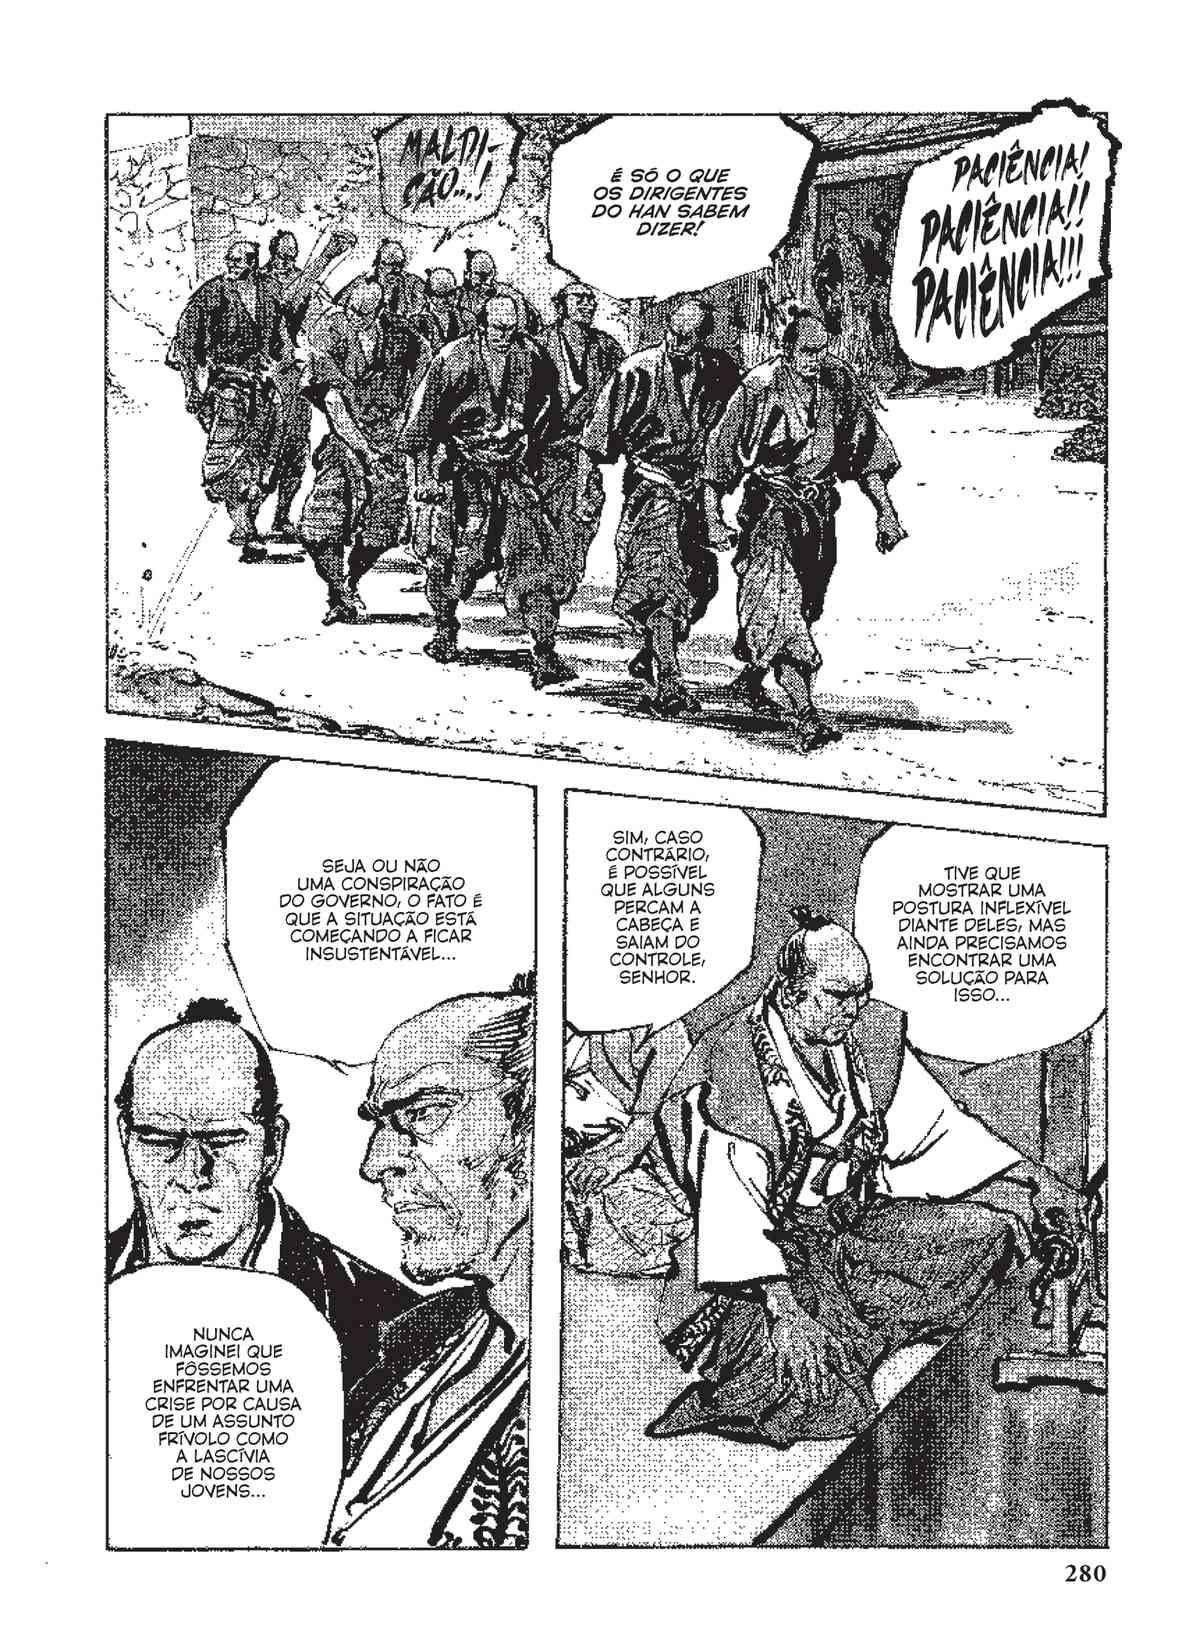 PACIÊNCIA!
PACIÊNCIA!!
PACIÊNCIA!!!
É SÓ O QUE
OS DIRIGENTES
DO HAN SABEM
DIZER!
MALDI-
ÇÃO...!
TIVE QUE
MOSTRAR UMA
POSTURA INFLEXÍVEL
DIANTE DELES, MAS
AINDA PRECISAMOS
ENCONTRAR UMA
SOLUÇÃO PARA
ISSO...
SIM, CASO
CONTRÁRIO,
É POSSÍVEL
QUE ALGUNS
PERCAM A
CABEÇA E
SAIAM DO
CONTROLE,
SENHOR.
SEJA OU NÃO
UMA CONSPIRAÇÃO
DO GOVERNO, O FATO É
QUE A SITUAÇÃO ESTÁ
COMEÇANDO A FICAR
INSUSTENTÁVEL...
NUNCA
IMAGINEI QUE
FÔSSEMOS
ENFRENTAR UMA
CRISE POR CAUSA
DE UM ASSUNTO
FRÍVOLO COMO
A LASCÍVIA
DE NOSSOS
JOVENS...
280